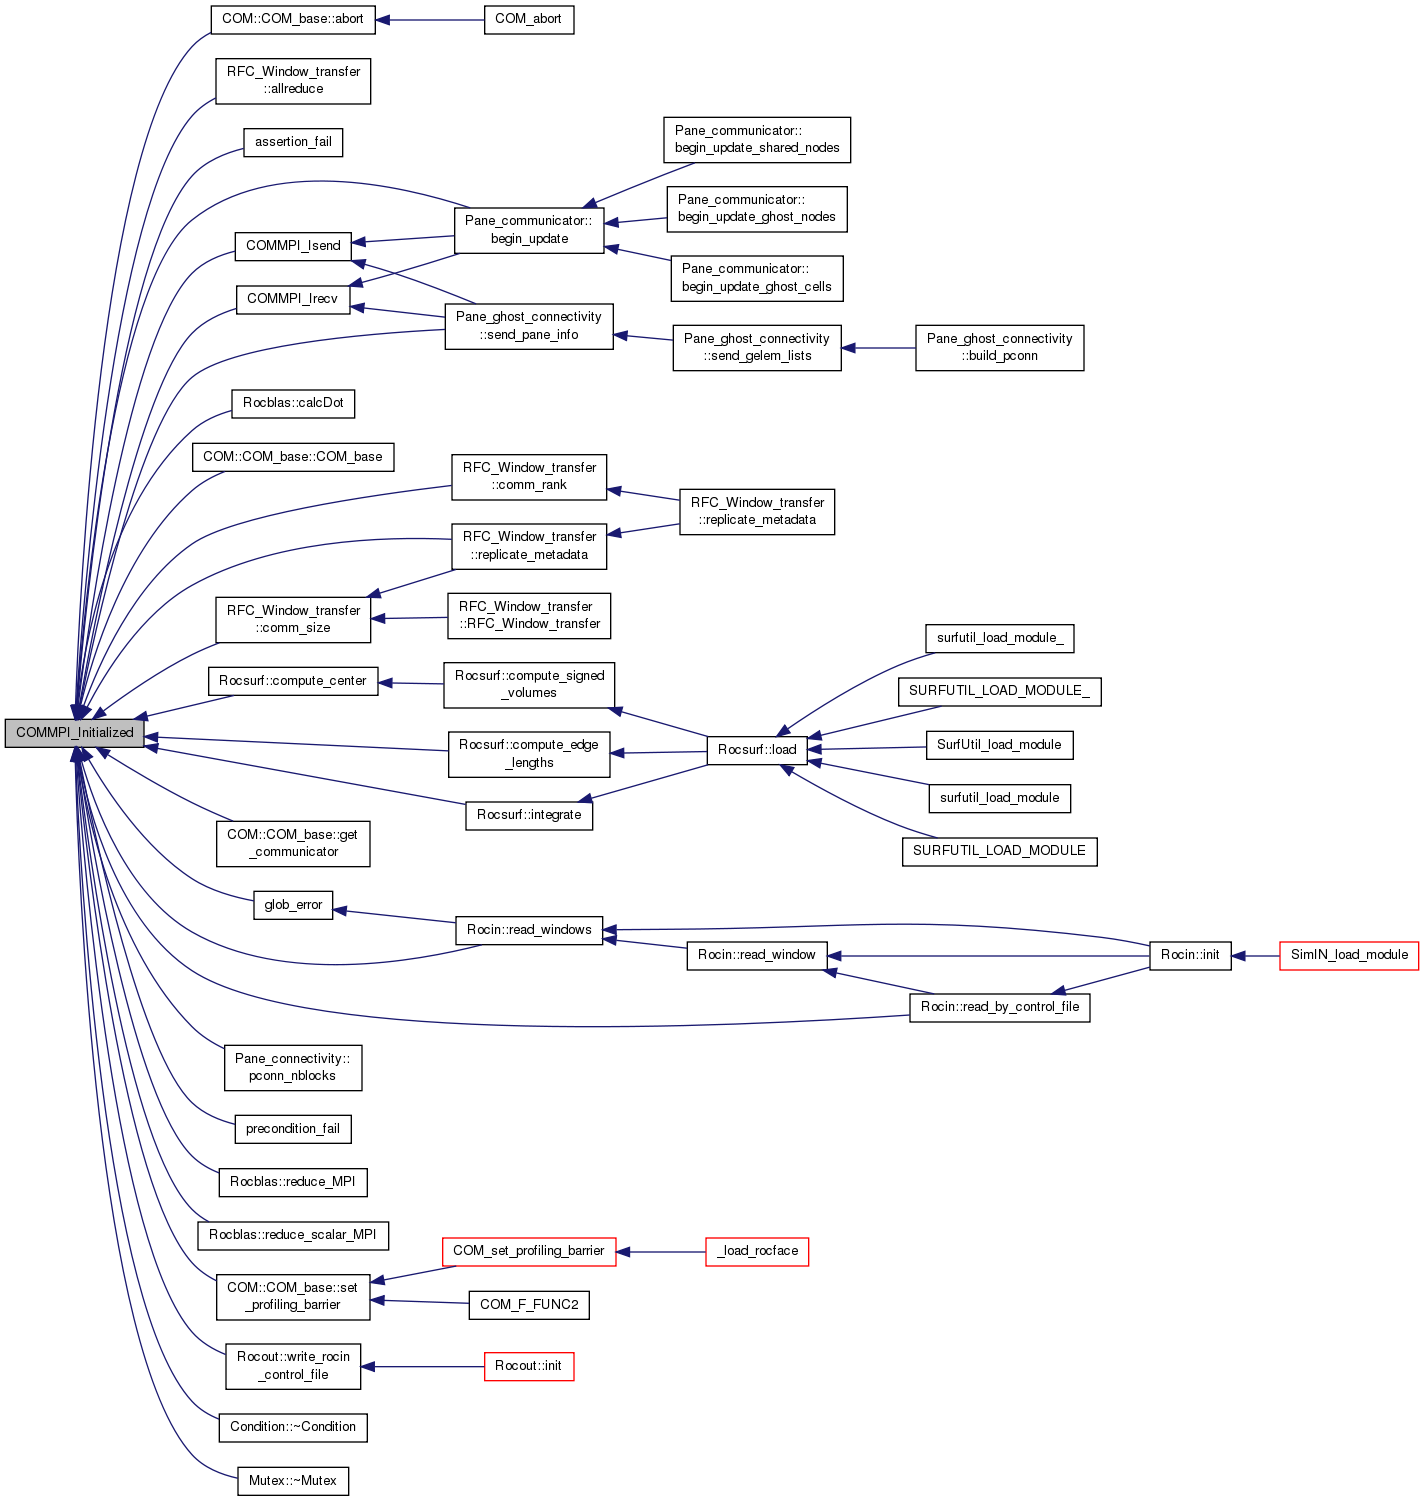 COM::COM_base::abort
COM_abort
RFC_Window_transfer
::allreduce
assertion_fail
Pane_communicator::
begin_update_shared_nodes
Pane_communicator::
begin_update_ghost_nodes
Pane_communicator::
begin_update
COMMPI_Isend
Pane_communicator::
begin_update_ghost_cells
COMMPI_Irecv
Pane_ghost_connectivity
::send_pane_info
Pane_ghost_connectivity
::send_gelem_lists
Pane_ghost_connectivity
::build_pconn
Rocblas::calcDot
COM::COM_base::COM_base
RFC_Window_transfer
::comm_rank
RFC_Window_transfer
::replicate_metadata
RFC_Window_transfer
::replicate_metadata
RFC_Window_transfer
::comm_size
RFC_Window_transfer
::RFC_Window_transfer
surfutil_load_module_
Rocsurf::compute_center
Rocsurf::compute_signed
_volumes
SURFUTIL_LOAD_MODULE_
COMMPI_Initialized
Rocsurf::compute_edge
_lengths
Rocsurf::load
SurfUtil_load_module
surfutil_load_module
Rocsurf::integrate
COM::COM_base::get
_communicator
SURFUTIL_LOAD_MODULE
glob_error
Rocin::read_windows
Rocin::read_window
Rocin::init
SimIN_load_module
Rocin::read_by_control_file
Pane_connectivity::
pconn_nblocks
precondition_fail
Rocblas::reduce_MPI
Rocblas::reduce_scalar_MPI
COM_set_profiling_barrier
_load_rocface
COM::COM_base::set
_profiling_barrier
COM_F_FUNC2
Rocout::write_rocin
_control_file
Rocout::init
Condition::~Condition
Mutex::~Mutex